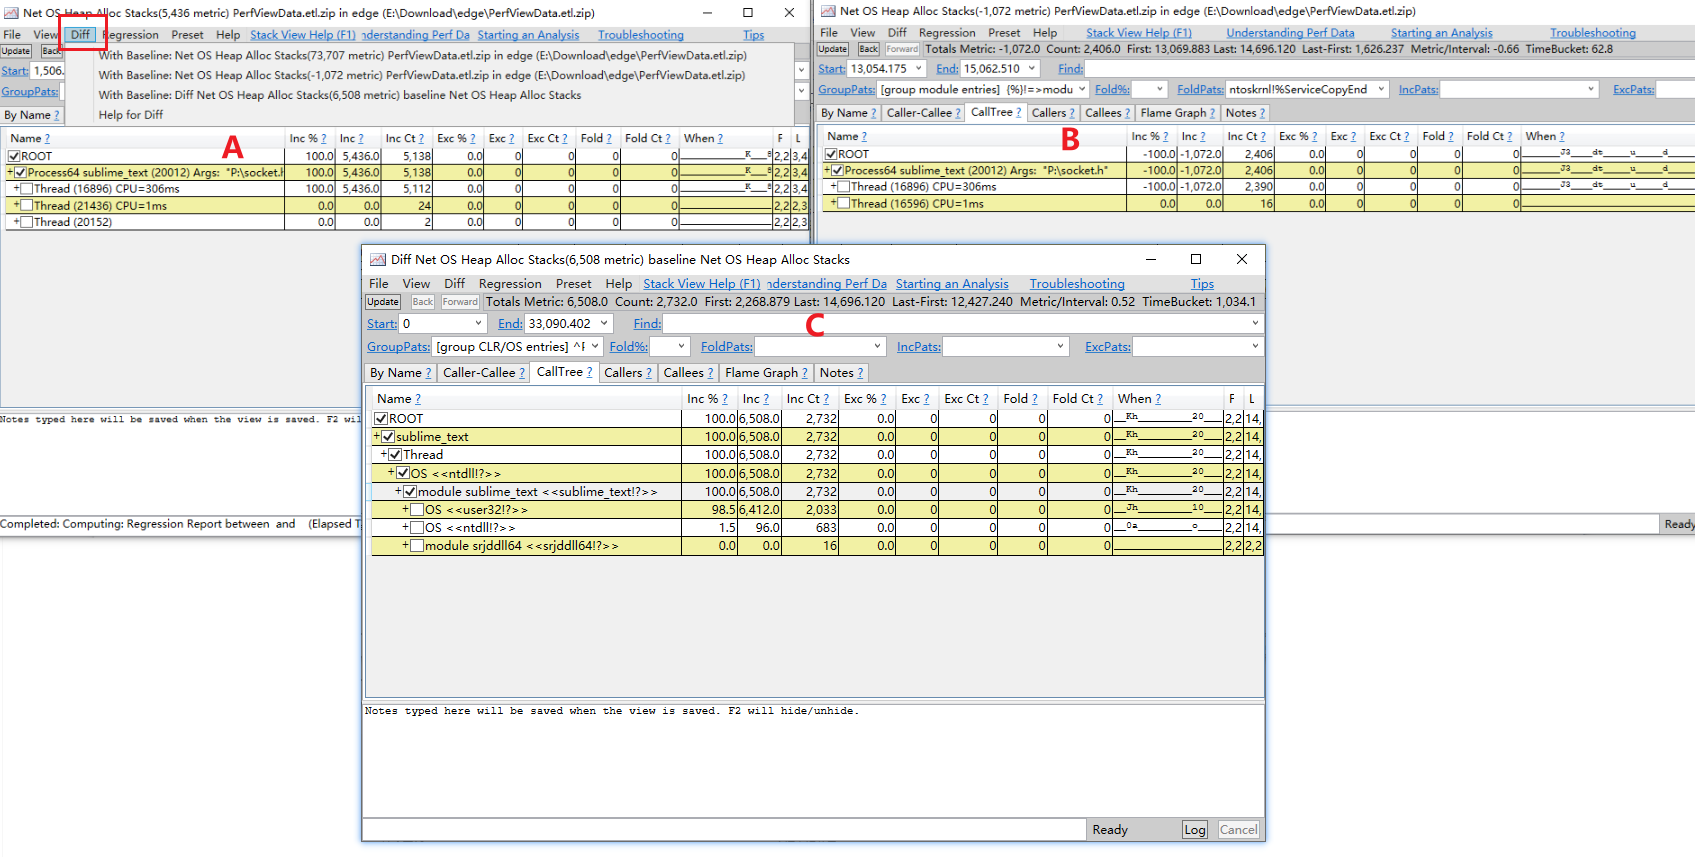 Net OS Heap Alloc Stacks(5,436 metric) PerfViewData.etl.zip in edge (E:\Download\edge\PerfViewData.etl.zip)
File View Diff Regression Preset Help Stack View Help (F1) Understanding Perf Da Starting an Analysis Troubleshooting Tips
Update Back
With Baseline: Net OS Heap Alloc Stacks(73,707 metric) PerfViewData.etl.zip in edge (E:\Download\edge\PerfViewData.etl.zip)
Start: 1,506.
With Baseline: Net OS Heap Alloc Stacks(-1,072 metric) PerfViewData.etl.zip in edge (E:\Download\edge\PerfViewData.etl.zip)
GroupPats:
With Baseline: Diff Net OS Heap Alloc Stacks(6,508 metric) baseline Net OS Heap Alloc Stacks
By Name ?
Help for Diff
Name ? Inc % ? Inc ? Inc Ct ? Exc % ? Exc ? Exc Ct ? Fold ? Fold Ct ? When ? F L
A
ROOT 100.0 5,436.0 5,138 0.0 0 0 0 0 _K__8 2,2 3,4
+Process64 sublime_text (20012) Args: "P:\socket.h 100.0 5,436.0 5,138 0.0 0 0 0 0 _K__8 2,2 3,4
+Thread (16896) CPU=306ms 100.0 5,436.0 5,112 0.0 0 0 0 0 _K__8 2,2 3,4
+Thread (21436) CPU=1ms 0.0 0.0 24 0.0 0 0 0 0 2,2 2,3
+Thread (20152) 0.0 0.0 2 0.0 0 0 0 0 2,2 2,3
Notes typed here will be saved when the view is saved. F2 wil
Completed: Computing: Regression Report between and (Elapsed T
Net OS Heap Alloc Stacks(-1,072 metric) PerfViewData.etl.zip in edge (E:\Download\edge\PerfViewData.etl.zip)
File View Diff Regression Preset Help Stack View Help (F1) Understanding Perf Data Starting an Analysis Troubleshooting
Update Back Forward Totals Metric: -1,072.0 Count: 2,406.0 First: 13,069.883 Last: 14,696.120 Last-First: 1,626.237 Metric/Interval: -0.66 TimeBucket: 62.8
Start: 13,054.175 End: 15,062.510 Find:
GroupPats: [group module entries] {%}!=>modu Fold%: FoldPats: ntoskrnl!%ServiceCopyEnd IncPats: ExcPats:
By Name ? Caller-Callee ? CallTree ? Callers ? Callees ? Flame Graph ? Notes ?
Name ? Inc % ? Inc ? Inc Ct ? Exc % ? Exc ? Exc Ct ? Fold ? Fold Ct ? When ?
B
ROOT -100.0 -1,072.0 2,406 0.0 0 0 0 0 _J3___dt___u___d
+Process64 sublime_text (20012) Args: "P:\socket.h" -100.0 -1,072.0 2,406 0.0 0 0 0 0 _J3___dt___u___d
+Thread (16896) CPU=306ms -100.0 -1,072.0 2,390 0.0 0 0 0 0 _J3___dt___u___d
+Thread (16596) CPU=1ms 0.0 0.0 16 0.0 0 0 0 0
Ready
Diff Net OS Heap Alloc Stacks(6,508 metric) baseline Net OS Heap Alloc Stacks
File View Diff Regression Preset Help Stack View Help (F1) Understanding Perf Da Starting an Analysis Troubleshooting Tips
Update Back Forward Totals Metric: 6,508.0 Count: 2,732.0 First: 2,268.879 Last: 14,696.120 Last-First: 12,427.240 Metric/Interval: 0.52 TimeBucket: 1,034.1
Start: 0 End: 33,090.402 Find:
C
GroupPats: [group CLR/OS entries] ^F Fold%: FoldPats: IncPats: ExcPats:
By Name ? Caller-Callee ? CallTree ? Callers ? Callees ? Flame Graph ? Notes ?
Name ? Inc % ? Inc ? Inc Ct ? Exc % ? Exc ? Exc Ct ? Fold ? Fold Ct ? When ? F L
ROOT 100.0 6,508.0 2,732 0.0 0 0 0 0 __Kh_________20___ 2,2 14,
+sublime_text 100.0 6,508.0 2,732 0.0 0 0 0 0 __Kh_________20___ 2,2 14,
+Thread 100.0 6,508.0 2,732 0.0 0 0 0 0 __Kh_________20___ 2,2 14,
+OS <<ntdll!?>> 100.0 6,508.0 2,732 0.0 0 0 0 0 __Kh_________20___ 2,2 14,
+module sublime_text <<sublime_text!?>> 100.0 6,508.0 2,732 0.0 0 0 0 0 __Kh_________20___ 2,2 14,
+OS <<user32!?>> 98.5 6,412.0 2,033 0.0 0 0 0 0 __Jh_________10___ 2,2 14,
+OS <<ntdll!?>> 1.5 96.0 683 0.0 0 0 0 0 __0a_________o___ 2,2 14,
+module srjddll64 <<srjddll64!?>> 0.0 0.0 16 0.0 0 0 0 0 2,2 2,2
Notes typed here will be saved when the view is saved. F2 will hide/unhide.
Ready Log Cancel